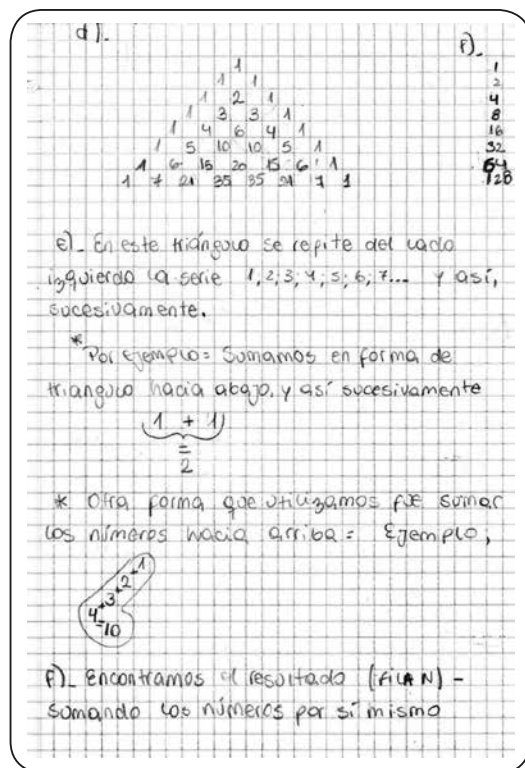 d).
f)_
1
1 1
1 2 1
1 3 3 1
1 4 6 4 1
1 5 10 10 5 1
1 6 15 20 15 6 1
1 7 21 35 35 21 7 1
1
2
4
8
16
32
64
128
e)_ En este triángulo se repite del lado
izquierdo la serie 1, 2; 3, 4; 5; 6; 7... y así,
sucesivamente.
* Por ejemplo: Sumamos en forma de
triangulo hacia abajo. y así sucesivamente
1 + 1
=
2
* Otra forma que utilizamos fue sumar
los números hacia arriba: Ejemplo;
4+3+2+1
=10
f)_ Encontramos el resultado (FILA N) -
sumando los números por sí mismo